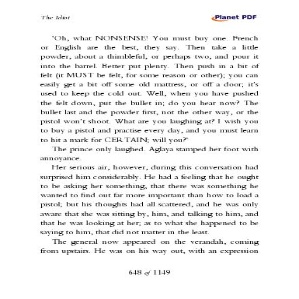 The Idiot
Planet PDF
'Oh, what NONSENSE! You must buy one. French
or English are the best, they say. Then take a little
powder, about a thimbleful, or perhaps two, and pour it
into the barrel. Better put plenty. Then push in a bit of
felt (it MUST be felt, for some reason or other); you can
easily get a bit off some old mattress, or off a door; it's
used to keep the cold out. Well, when you have pushed
the felt down, put the bullet in; do you hear now? The
bullet last and the powder first, not the other way, or the
pistol won't shoot. What are you laughing at? I wish you
to buy a pistol and practise every day, and you must learn
to hit a mark for CERTAIN; will you?'
The prince only laughed. Aglaya stamped her foot with
annoyance.
Her serious air, however, during this conversation had
surprised him considerably. He had a feeling that he ought
to be asking her something, that there was something he
wanted to find out far more important than how to load a
pistol; but his thoughts had all scattered, and he was only
aware that she was sitting by, him, and talking to him, and
that he was looking at her; as to what she happened to be
saying to him, that did not matter in the least.
The general now appeared on the verandah, coming
from upstairs. He was on his way out, with an expression
648 of 1149